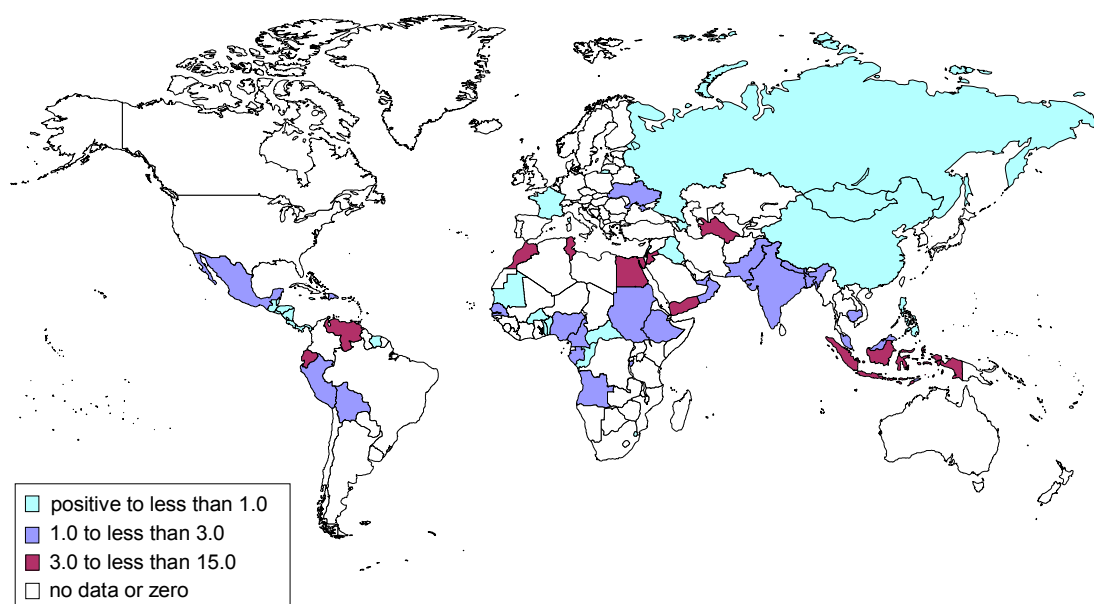 positive to less than 1.0
1.0 to less than 3.0
3.0 to less than 15.0
no data or zero